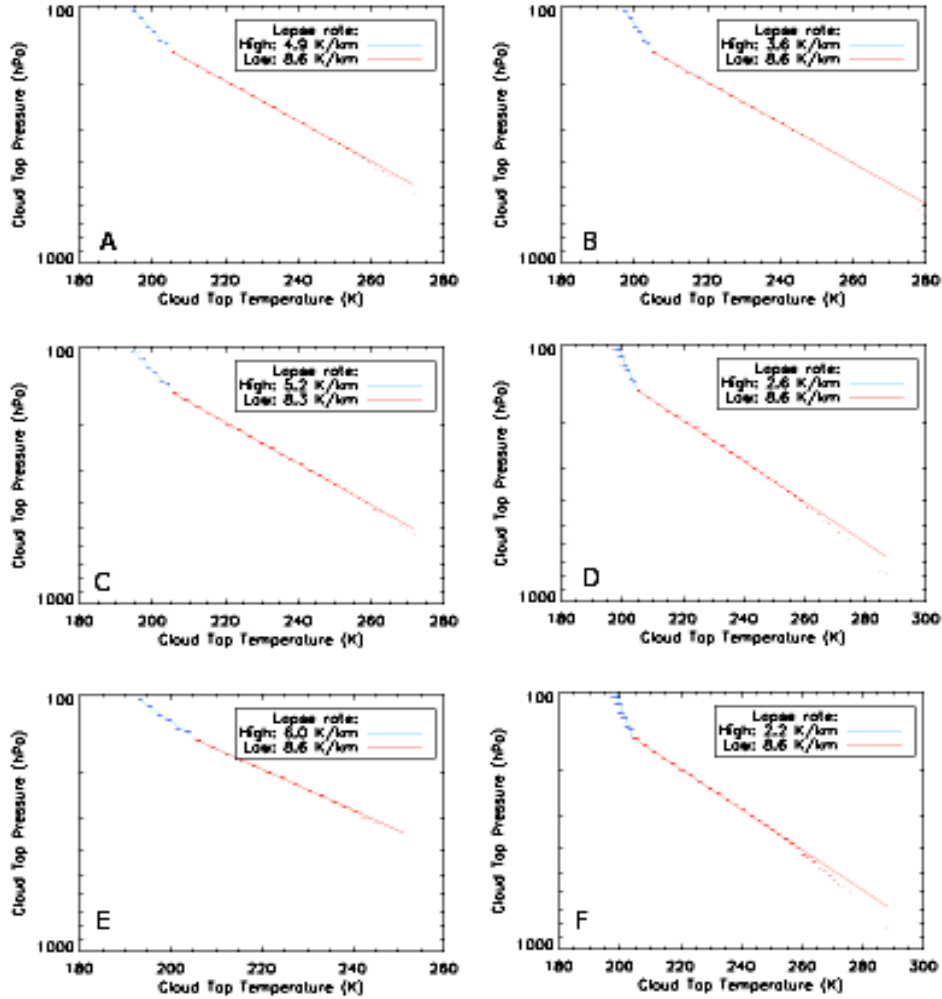 100
Cloud Top Pressure (hPa)
Lapse rate:
High: 4.9 K/km
Low: 8.6 K/km
A
1000
180 200 220 240 260 280
Cloud Top Temperature (K)
100
Cloud Top Pressure (hPa)
Lapse rate:
High: 3.6 K/km
Low: 8.6 K/km
B
1000
180 200 220 240 260 280
Cloud Top Temperature (K)
100
Cloud Top Pressure (hPa)
Lapse rate:
High: 5.2 K/km
Low: 8.3 K/km
C
1000
180 200 220 240 260 280
Cloud Top Temperature (K)
100
Cloud Top Pressure (hPa)
Lapse rate:
High: 2.6 K/km
Low: 8.6 K/km
D
1000
180 200 220 240 260 280 300
Cloud Top Temperature (K)
100
Cloud Top Pressure (hPa)
Lapse rate:
High: 6.0 K/km
Low: 8.6 K/km
E
1000
180 200 220 240 260
Cloud Top Temperature (K)
100
Cloud Top Pressure (hPa)
Lapse rate:
High: 2.2 K/km
Low: 8.6 K/km
F
1000
180 200 220 240 260 280 300
Cloud Top Temperature (K)